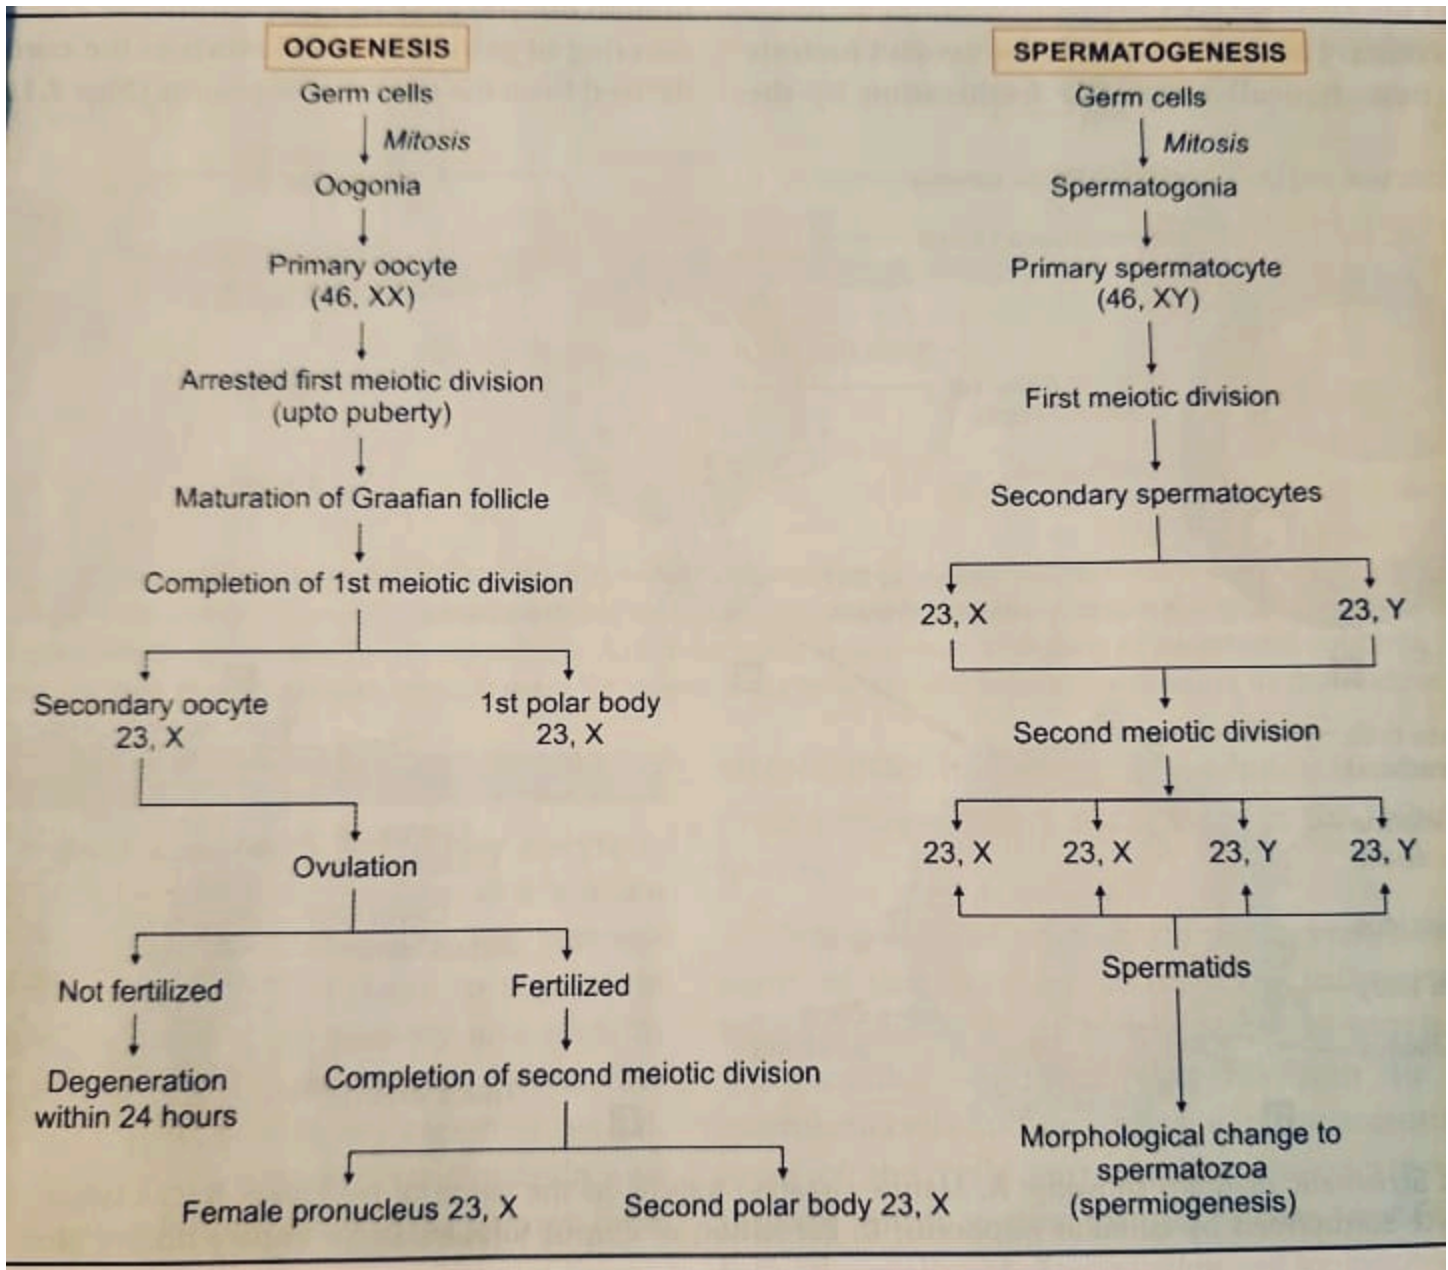 OOGENESIS
Germ cells
Mitosis
Oogonia
Primary oocyte
(46, XX)
Arrested first meiotic division
(upto puberty)
Maturation of Graafian follicle
Completion of 1st meiotic division
Secondary oocyte
23, X
1st polar body
23, X
Ovulation
Not fertilized
Fertilized
Degeneration
within 24 hours
Completion of second meiotic division
Female pronucleus 23, X
Second polar body 23, X
SPERMATOGENESIS
Germ cells
Mitosis
Spermatogonia
Primary spermatocyte
(46, XY)
First meiotic division
Secondary spermatocytes
23, X
23, Y
Second meiotic division
23, X
23, X
23, Y
23, Y
Spermatids
Morphological change to
spermatozoa
(spermiogenesis)